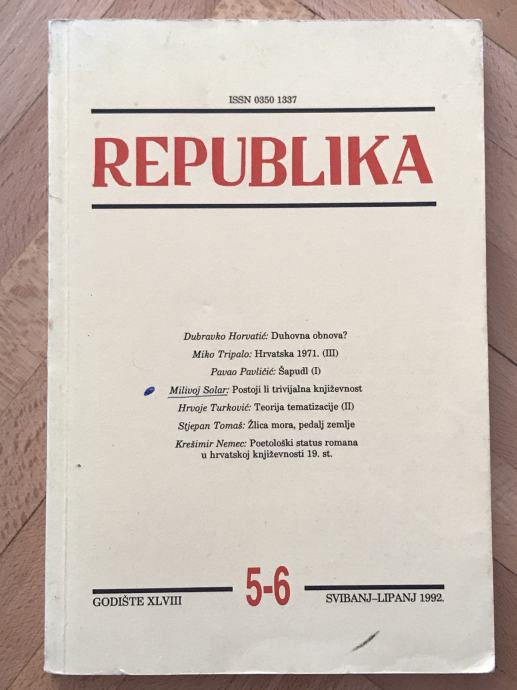 ISSN 0350 1337
REPUBLIKA
Dubravko Horvatić: Duhovna obnova?
Miko Tripalo: Hrvatska 1971. (III)
Pavao Pavličić: Šapudl (I)
Milivoj Solar: Postoji li trivijalna književnost
Hrvoje Turković: Teorija tematizacije (II)
Stjepan Tomaš: Žlica mora, pedalj zemlje
Krešimir Nemec: Poetološki status romana
u hrvatskoj književnosti 19. st.
GODIŠTE XLVIII 5-6 SVIBANJ–LIPANJ 1992.